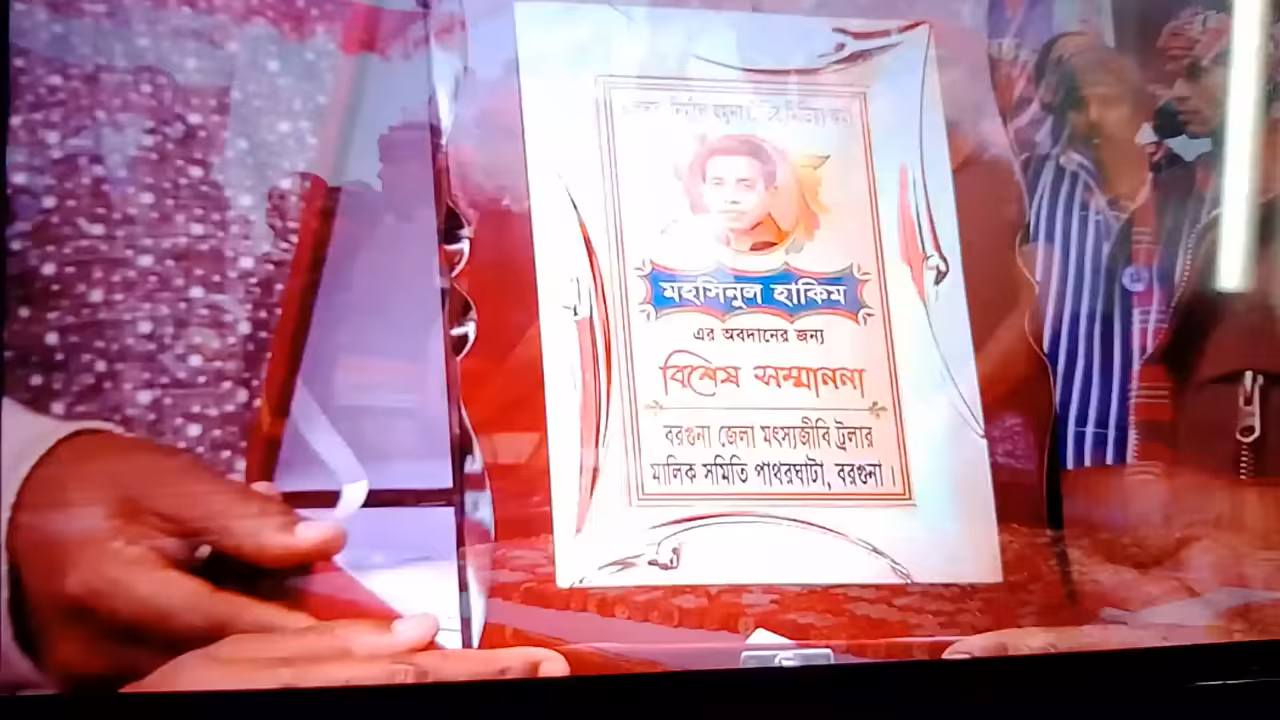 মহসিনুল হাকিম
এর অবদানের জন্য
বিশেষ সম্মাননা
বরগুনা জেলা মৎস্যজীবি ট্রলার
মালিক সমিতি পাথরঘাটা, বরগুনা।